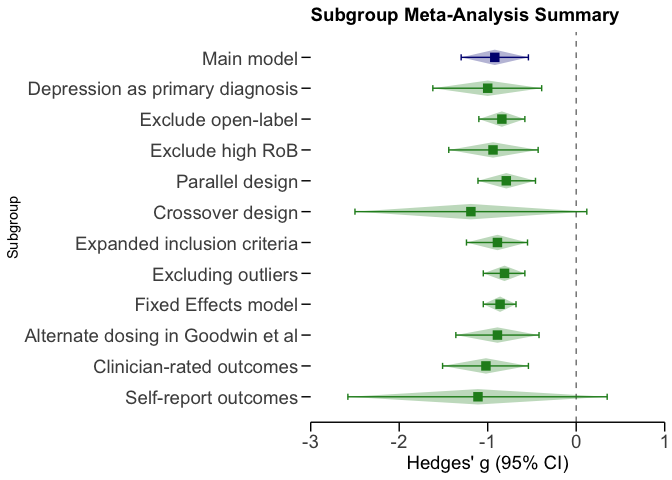 Subgroup Meta-Analysis Summary
Subgroup
Main model
Depression as primary diagnosis
Exclude open-label
Exclude high RoB
Parallel design
Crossover design
Expanded inclusion criteria
Excluding outliers
Fixed Effects model
Alternate dosing in Goodwin et al
Clinician-rated outcomes
Self-report outcomes
-3 -2 -1 0 1
Hedges' g (95% CI)